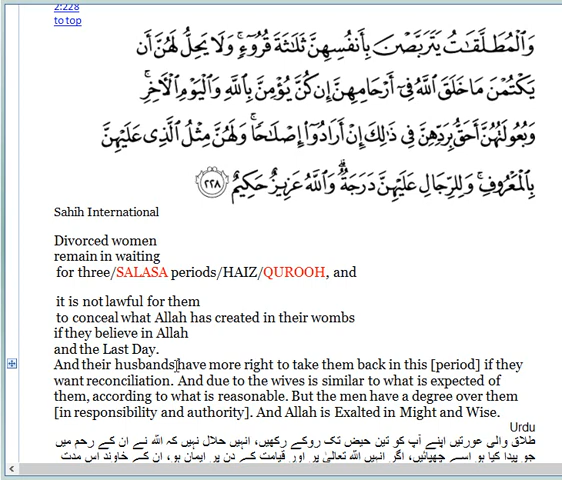 2:228
to top
وَٱلْمُطَلَّقَٰتُ يَتَرَبَّصْنَ بِأَنفُسِهِنَّ ثَلَٰثَةَ قُرُوٓءٍ ۚ وَلَا يَحِلُّ لَهُنَّ أَن
يَكْتُمْنَ مَا خَلَقَ ٱللَّهُ فِىٓ أَرْحَامِهِنَّ إِن كُنَّ يُؤْمِنَّ بِٱللَّهِ وَٱلْيَوْمِ ٱلْـَٔاخِرِ ۚ
وَبُعُولَتُهُنَّ أَحَقُّ بِرَدِّهِنَّ فِى ذَٰلِكَ إِنْ أَرَادُوٓا۟ إِصْلَٰحًا ۚ وَلَهُنَّ مِثْلُ ٱلَّذِى عَلَيْهِنَّ
بِٱلْمَعْرُوفِ ۚ وَلِلرِّجَالِ عَلَيْهِنَّ دَرَجَةٌ ۗ وَٱللَّهُ عَزِيزٌ حَكِيمٌ ٢٢٨
Sahih International
Divorced women
remain in waiting
for three/SALASA periods/HAIZ/QUROOH, and
it is not lawful for them
to conceal what Allah has created in their wombs
if they believe in Allah
and the Last Day.
And their husbands have more right to take them back in this [period] if they
want reconciliation. And due to the wives is similar to what is expected of
them, according to what is reasonable. But the men have a degree over them
[in responsibility and authority]. And Allah is Exalted in Might and Wise.
Urdu
طلاق والی عورتیں اپنے آپ کو تین حیض تک روکے رکھیں، انہیں حلال نہیں کہ اللہ نے ان کے رحم میں
جو پیدا کیا ہو اسے چھپائیں، اگر انہیں اللہ تعالیٰ پر اور قیامت کے دن پر ایمان ہو، ان کے خاوند اس مدت